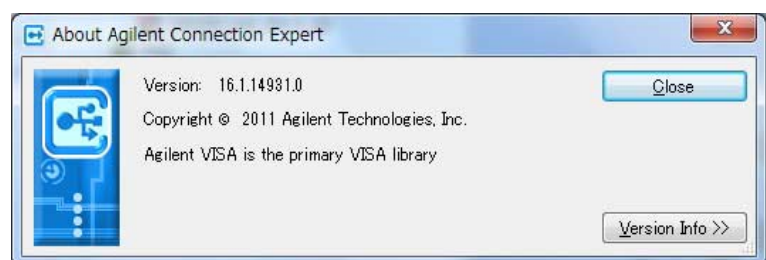 About Agilent Connection Expert
Version: 16.1.14931.0
Close
Copyright © 2011 Agilent Technologies, Inc.
Agilent VISA is the primary VISA library
Version Info >>